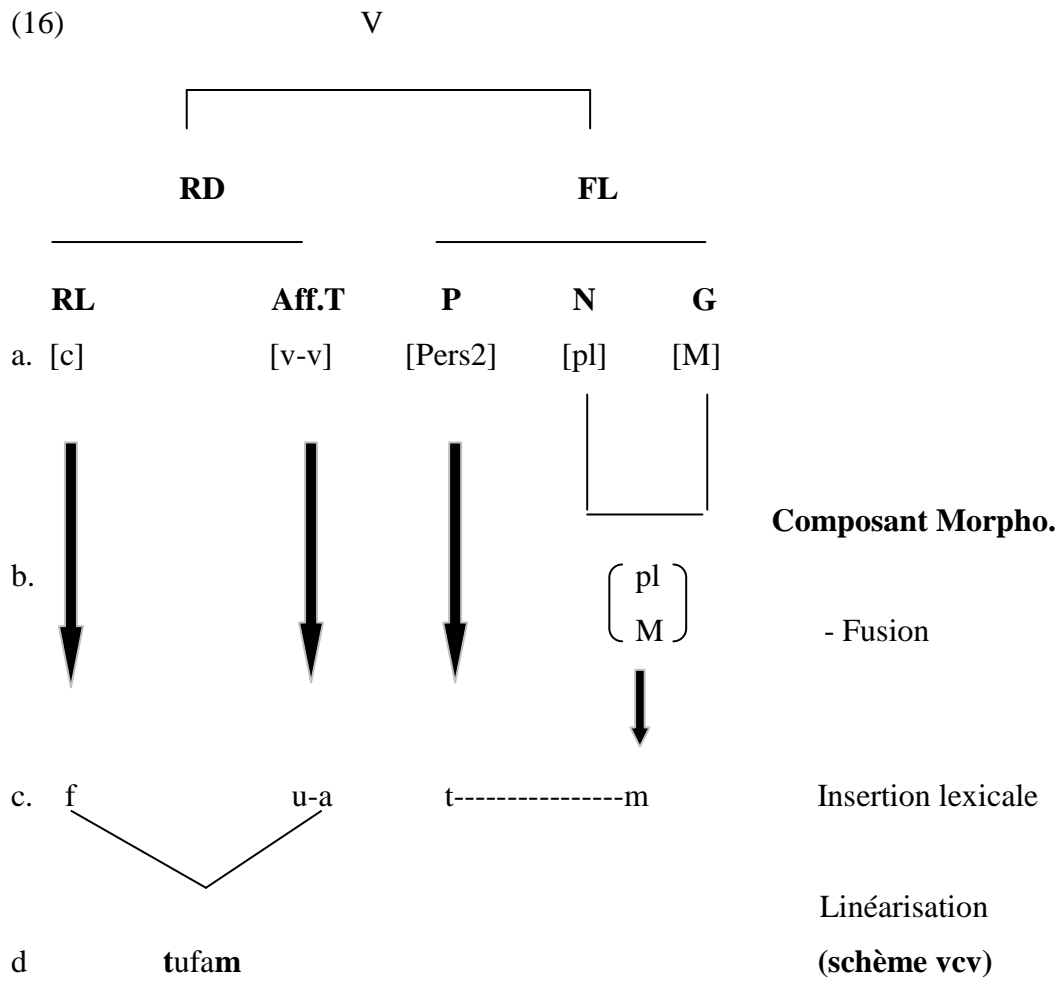 (16) V
RD FL
RL Aff.T P N G
a. [c] [v-v] [Pers2] [pl] [M]
Composant Morpho.
b. pl
M - Fusion
c. f u-a t----------------m Insertion lexicale
Linéarisation
d tufam (schème vcv)